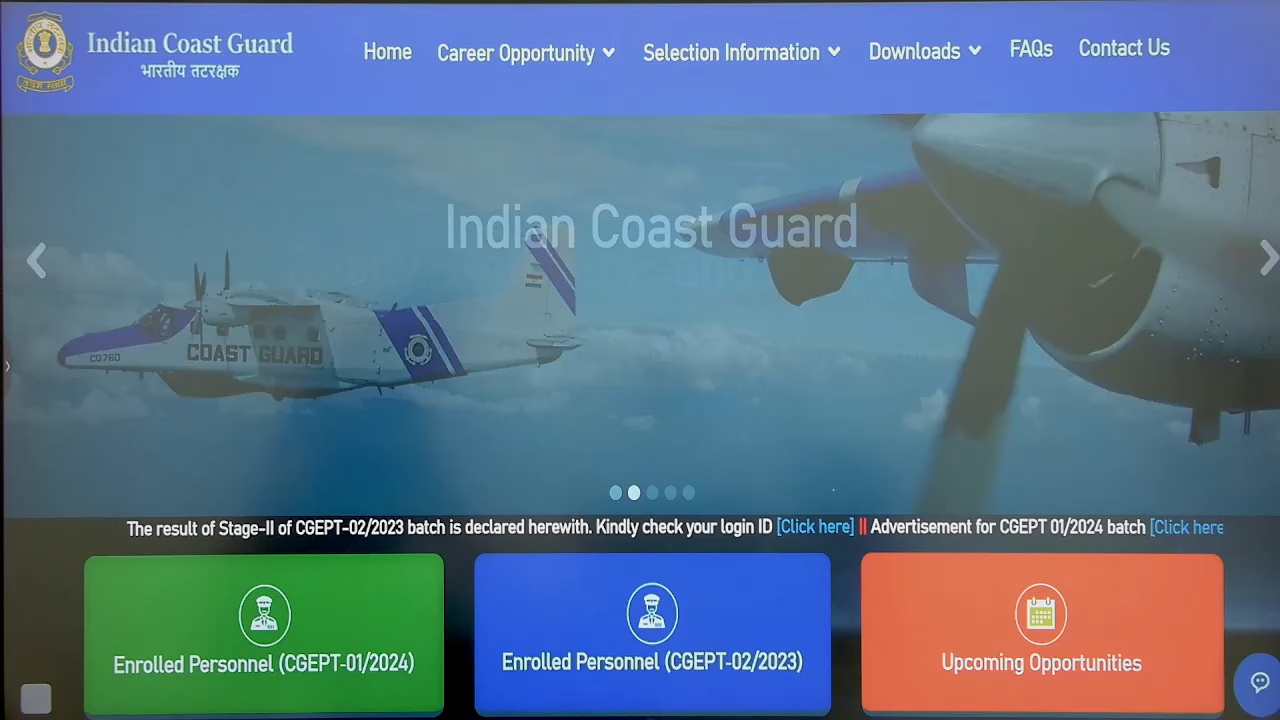 Indian Coast Guard
भारतीय तटरक्षक
Home
Career Opportunity
Selection Information
Downloads
FAQs
Contact Us
Indian Coast Guard
CG760
COAST GUARD
The result of Stage-II of CGEPT-02/2023 batch is declared herewith. Kindly check your login ID [Click here] || Advertisement for CGEPT 01/2024 batch [Click here
Enrolled Personnel (CGEPT-01/2024)
Enrolled Personnel (CGEPT-02/2023)
Upcoming Opportunities